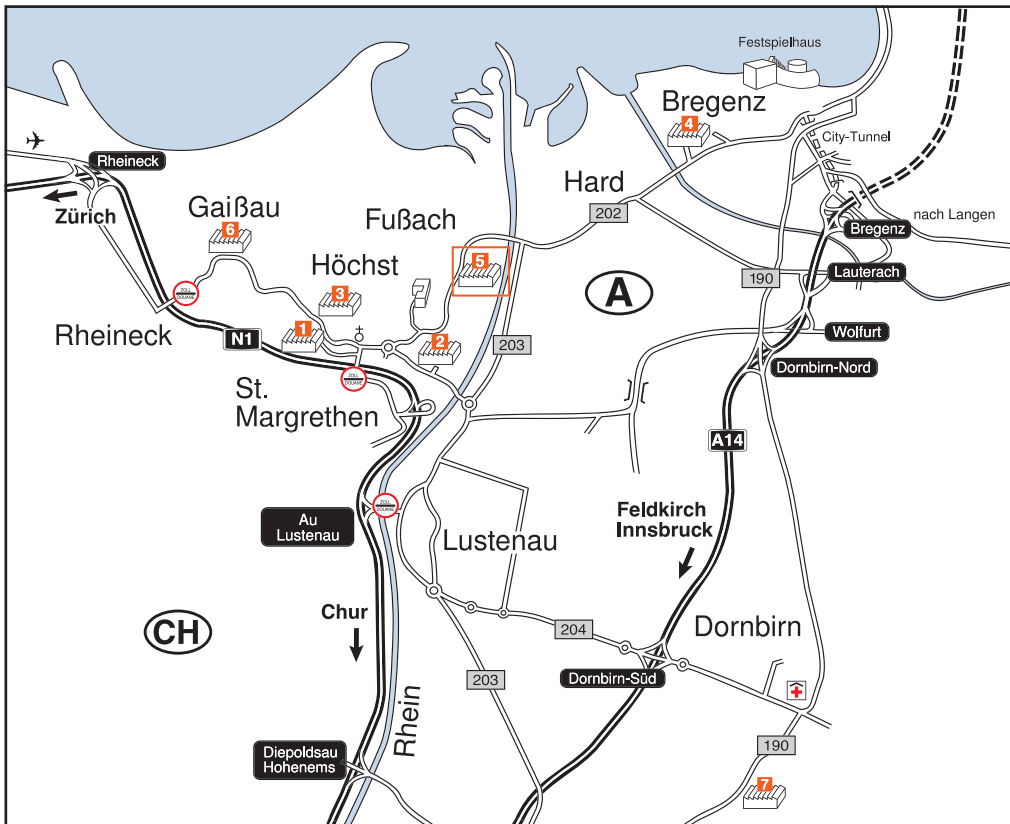 Festspielhaus
Bregenz
4
City-Tunnel
Rheineck
Zürich
Hard
Gaißau
Fußach
202
nach Langen
6
Bregenz
Höchst
5
190
Lauterach
ZOLL
DOUANE
3
A
Rheineck
N1
1
2
203
Wolfurt
Dornbirn-Nord
ZOLL
DOUANE
St.
Margrethen
A14
ZOLL
DOUANE
Au
Lustenau
Feldkirch
Innsbruck
Lustenau
Chur
CH
204
Dornbirn
203
Dornbirn-Süd
Rhein
190
Diepoldsau
Hohenems
7